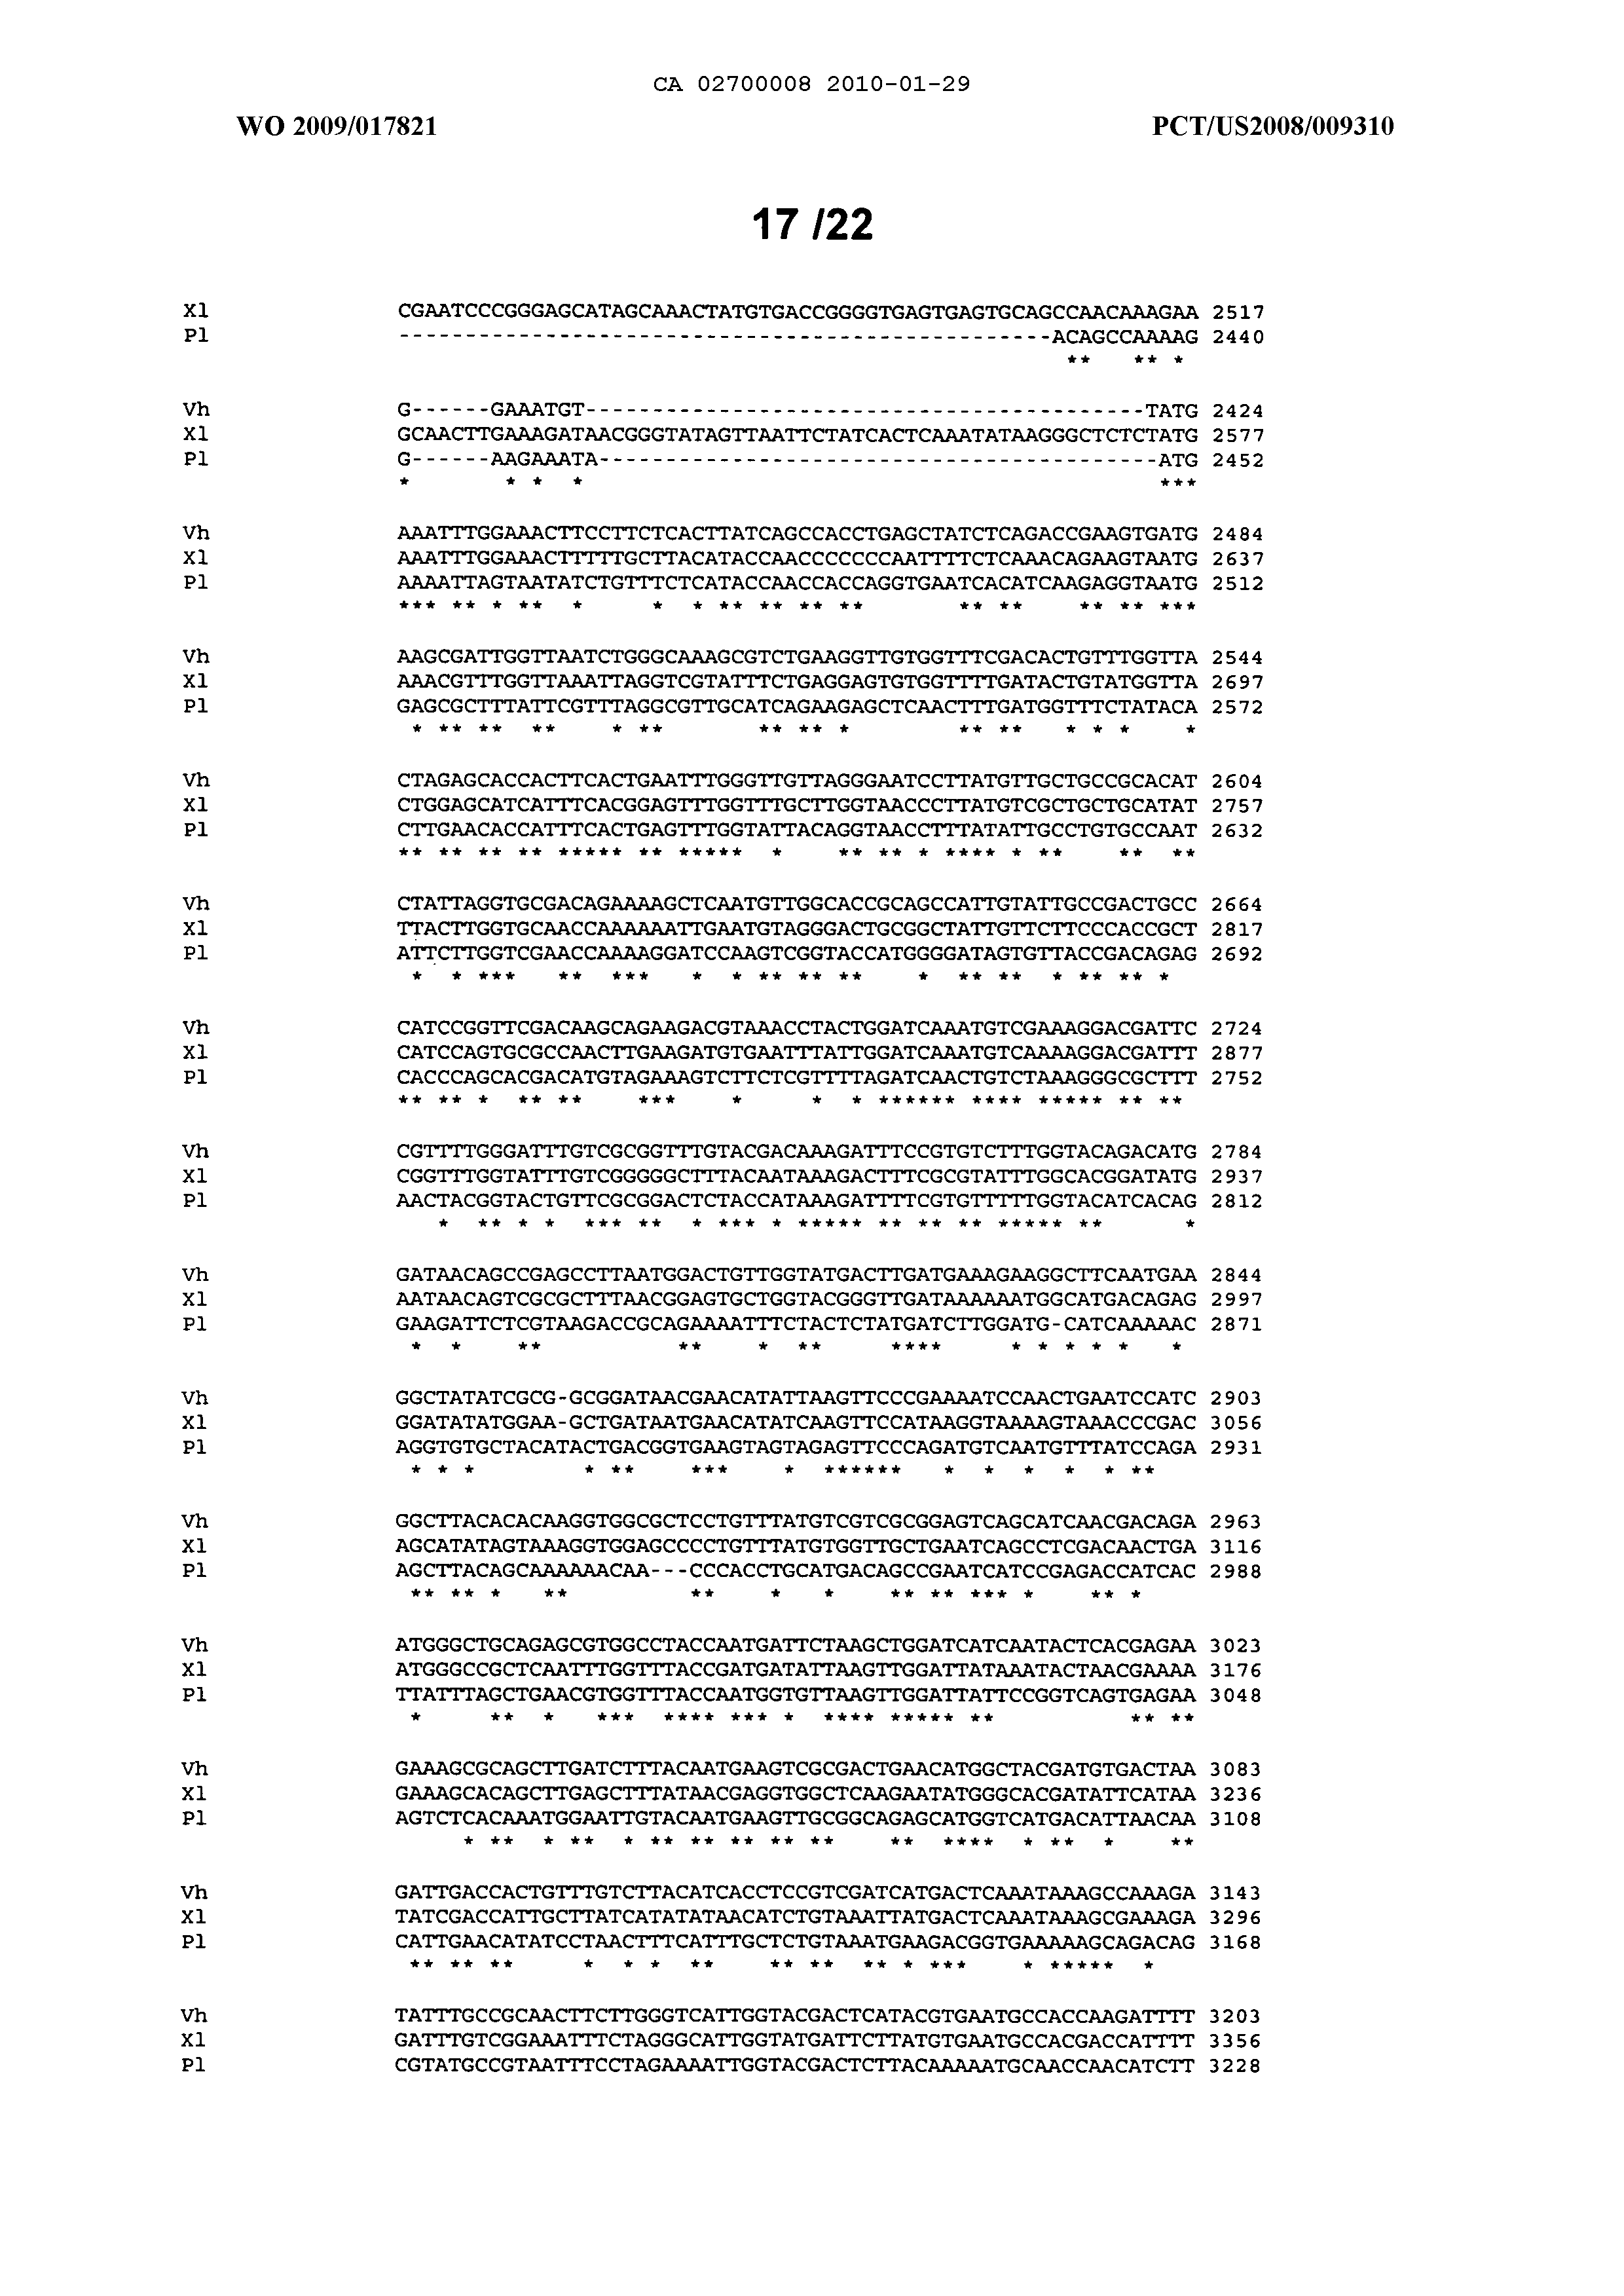 CA 02700008 2010-01-29
WO 2009/017821 PCT/US2008/009310
17 /22
Xl CGAATCCCGGGAGCATAGCAAACTATGTGACCGGGGTGAGTGAGTGCAGCCAACAAAGAA 2517
Pl -------------------------------------------------ACAGCCAAAAG 2440
** ** *
Vh G------GAAATGT------------------------------------------TATG 2424
Xl GCAACTTGAAAGATAACGGGTATAGTTAATTCTATCACTCAAATATAAGGGCTCTCTATG 2577
Pl G------AAGAAATA------------------------------------------ATG 2452
* * * * ***
Vh AAATTTGGAAACTTCCTTCTCACTTATCAGCCACCTGAGCTATCTCAGACCGAAGTGATG 2484
Xl AAATTTGGAAACTTTTTGCTTACATACCAACCCCCCCAATTTTCTCAAACAGAAGTAATG 2637
Pl AAAATTAGTAATATCTGTTTCTCATACCAACCACCAGGTGAATCACATCAAGAGGTAATG 2512
*** ** * ** * * * ** ** ** ** ** ** ** ** ***
Vh AAGCGATTGGTTAATCTGGGCAAAGCGTCTGAAGGTTGTGGTTTCGACACTGTTTGGTTA 2544
Xl AAACGTTTGGTTAAATTAGGTCGTATTTCTGAGGAGTGTGGTTTTGATACTGTATGGTTA 2697
Pl GAGCGCTTTATTCGTTTAGGCGTTGCATCAGAAGAGCTCAACTTTGATGGTTTCTATACA 2572
* ** ** ** * ** ** ** * ** ** * * * *
Vh CTAGAGCACCACTTCACTGAATTTGGGTTGTTAGGGAATCCTTATGTTGCTGCCGCACAT 2604
Xl CTGGAGCATCATTTCACGGAGTTTGGTTTGCTTGGTAACCCTTATGTCGCTGCTGCATAT 2757
Pl CTTGAACACCATTTCACTGAGTTTGGTATTACAGGTAACCTTTATATTGCCTGTGCCAAT 2632
** ** ** ** ***** ** ***** * ** ** * **** * ** ** **
Vh CTATTAGGTGCGACAGAAAAGCTCAATGTTGGCACCGCAGCCATTGTATTGCCGACTGCC 2664
Xl TTACTTGGTGCAACCAAAAAATTGAATGTAGGGACTGCGGCTATTGTTCTTCCCACCGCT 2817
Pl ATTCTTGGTCGAACCAAAAGGATCCAAGTCGGTACCATGGGGATAGTGTTACCGACAGAG 2692
* * *** ** *** * * ** ** ** * ** ** * ** ** *
Vh CATCCGGTTCGACAAGCAGAAGACGTAAACCTACTGGATCAAATGTCGAAAGGACGATTC 2724
Xl CATCCAGTGCGCCAACTTGAAGATGTGAATTTATTGGATCAAATGTCAAAAGGACGATTT 2877
Pl CACCCAGCACGACATGTAGAAAGTCTTCTCGTTTTAGATCAACTGTCTAAAGGGCGCTTT 2752
** ** * ** ** *** * * * ****** **** ***** ** **
Vh CGTTTTGGGATTTGTCGCGGTTTGTACGACAAAGATTTCCGTGTCTTTGGTACAGACATG 2784
Xl CGGTTTGGTATTTGTCGGGGGCTTTACAATAAAGACTTTCGCGTATTTGGCACGGATATG 2937
Pl AACTACGGTACTGTTCGCGGACTCTACCATAAAGATTTTCGTGTTTTTGGTACATCACAG 2812
* ** * * *** ** * *** * ***** ** ** ** ***** ** *
Vh GATAACAGCCGAGCCTTAATGGACTGTTGGTATGACTTGATGAAAGAAGGCTTCAATGAA 2844
Xl AATAACAGTCGCGCTTTAACGGAGTGCTGGTACGGGTTGATAAAAAATGGCATGACAGAG 2997
Pl GAAGATTCTCGTAAGACCGCAGAAAATTTCTACTCTATGATCTTGGATG-CATCAAAAAC 2871
* * ** ** * ** **** * * * * * *
Vh GGCTATATCGCG-GCGGATAACGAACATATTAAGTTCCCGAAAATCCAACTGAATCCATC 2903
Xl GGATATATGGAA-GCTGATAATGAACATATCAAGTTCCATAAGGTAAAAGTAAACCCGAC 3056
Pl AGGTGTGCTACATACTGACGGTGAAGTAGTAGAGTTCCCAGATGTCAATGTTTATCCAGA 2931
* * * * ** *** * ****** * * * * * **
Vh GGCTTACACACAAGGTGGCGCTCCTGTTTATGTCGTCGCGGAGTCAGCATCAACGACAGA 2963
Xl AGCATATAGTAAAGGTGGAGCCCCTGTTTATGTGGTTGCTGAATCAGCCTCGACAACTGA 3116
Pl AGCTTACAGCAAAAAACAA---CCCACCTGCATGACAGCCGAATCATCCGAGACCATCAC 2988
** ** * ** ** * * ** ** *** * ** *
Vh ATGGGCTGCAGAGCGTGGCCTACCAATGATTCTAAGCTGGATCATCAATACTCACGAGAA 3023
Xl ATGGGCCGCTCAATTTGGTTTACCGATGATATTAAGTTGGATTATAAATACTAACGAAAA 3176
Pl TTATTTAGCTGAACGTGGTTTACCAATGGTGTTAAGTTGGATTATTCCGGTCAGTGAGAA 3048
* ** * *** **** *** * **** ***** ** ** **
Vh GAAAGCGCAGCTTGATCTTTACAATGAAGTCGCGACTGAACATGGCTACGATGTGACTAA 3083
Xl GAAAGCACAGCTTGAGCTTTATAACGAGGTGGCTCAAGAATATGGGCACGATATTCATAA 3236
Pl AGTCTCACAAATGGAATTGTACAATGAAGTTGCGGCAGAGCATGGTCATGACATTAACAA 3108
* ** * ** * ** ** ** ** ** ** **** * ** * **
Vh GATTGACCACTGTTTGTCTTACATCACCTCCGTCGATCATGACTCAAATAAAGCCAAAGA 3143
Xl TATCGACCATTGCTTATCATATATAACATCTGTAAATTATGACTCAAATAAAGCGAAAGA 3296
Pl CATTGAACATATCCTAACTTTCATTTGCTCTGTAAATGAAGACGGTGAAAAAGCAGACAG 3168
** ** ** * * * ** ** ** ** * *** * ***** *
Vh TATTTGCCGCAACTTCTTGGGTCATTGGTACGACTCATACGTGAATGCCACCAAGATTTT 3203
Xl GATTTGTCGGAAATTTCTAGGGCATTGGTATGATTCTTATGTGAATGCCACGACCATTTT 3356
Pl CGTATGCCGTAATTTCCTAGAAAATTGGTACGACTCTTACAAAAATGCAACCAACATCTT 3228